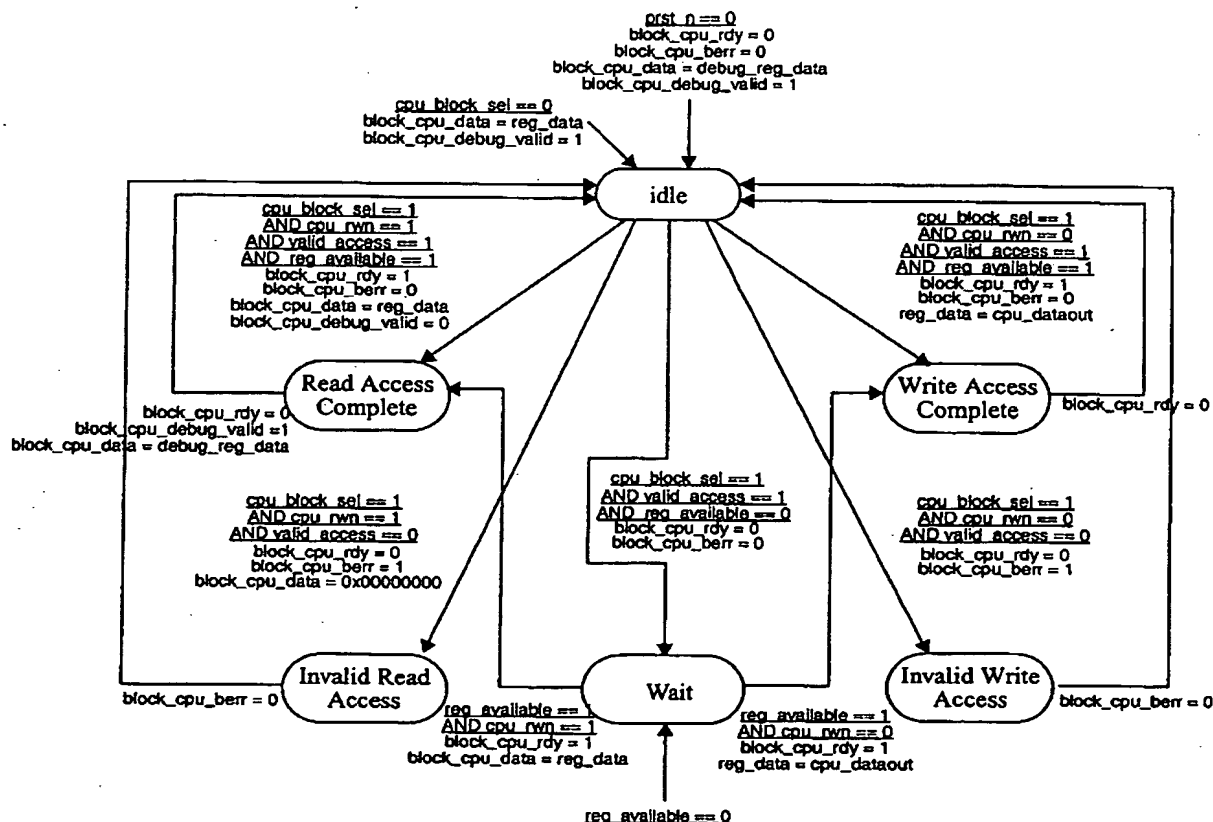 prst_n == 0
block_cpu_rdy = 0
block_cpu_berr = 0
block_cpu_data = debug_reg_data
block_cpu_debug_valid = 1
cpu_block_sel == 0
block_cpu_data = reg_data
block_cpu_debug_valid = 1
idle
cpu_block_sel == 1
AND cpu_rwn == 1
AND valid_access == 1
AND reg_available == 1
block_cpu_rdy = 1
block_cpu_berr = 0
block_cpu_data = reg_data
block_cpu_debug_valid = 0
cpu_block_sel == 1
AND cpu_rwn == 0
AND valid_access == 1
AND reg_available == 1
block_cpu_rdy = 1
block_cpu_berr = 0
reg_data = cpu_dataout
Read Access
Complete
Write Access
Complete
block_cpu_rdy = 0
block_cpu_debug_valid =1
block_cpu_data = debug_reg_data
block_cpu_rdy = 0
cpu_block_sel == 1
AND cpu_rwn == 1
AND valid_access == 0
block_cpu_rdy = 0
block_cpu_berr = 1
block_cpu_data = 0x00000000
cpu_block_sel == 1
AND valid_access == 1
AND reg_available == 0
block_cpu_rdy = 0
block_cpu_berr = 0
cpu_block_sel == 1
AND cpu_rwn == 0
AND valid_access == 0
block_cpu_rdy = 0
block_cpu_berr = 1
Invalid Read
Access
Wait
Invalid Write
Access
block_cpu_berr = 0
block_cpu_berr = 0
reg_available == 1
AND cpu_rwn == 1
block_cpu_rdy = 1
block_cpu_data = reg_data
reg_available == 1
AND cpu_rwn == 0
block_cpu_rdy = 1
reg_data = cpu_dataout
reg_available == 0